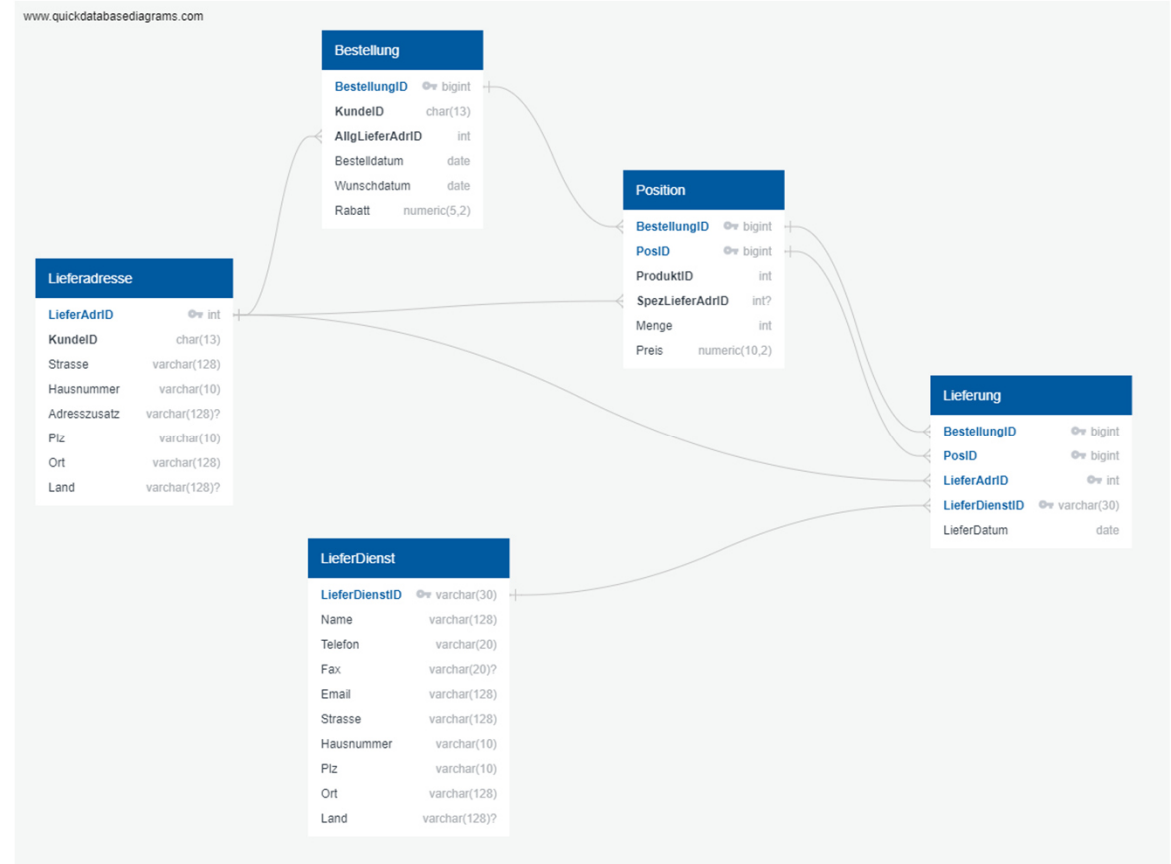 www.quickdatabasediagrams.com
Bestellung
BestellungID bigint
KundeID char(13)
AllgLieferAdrID int
Bestelldatum date
Wunschdatum date
Rabatt numeric(5,2)
Position
BestellungID bigint
PosID bigint
ProduktID int
SpezLieferAdrID int?
Menge int
Preis numeric(10,2)
Lieferadresse
LieferAdrID int
KundeID char(13)
Strasse varchar(128)
Hausnummer varchar(10)
Adresszusatz varchar(128)?
Plz varchar(10)
Ort varchar(128)
Land varchar(128)?
Lieferung
BestellungID bigint
PosID bigint
LieferAdrID int
LieferDienstID varchar(30)
LieferDatum date
LieferDienst
LieferDienstID varchar(30)
Name varchar(128)
Telefon varchar(20)
Fax varchar(20)?
Email varchar(128)
Strasse varchar(128)
Hausnummer varchar(10)
Plz varchar(10)
Ort varchar(128)
Land varchar(128)?